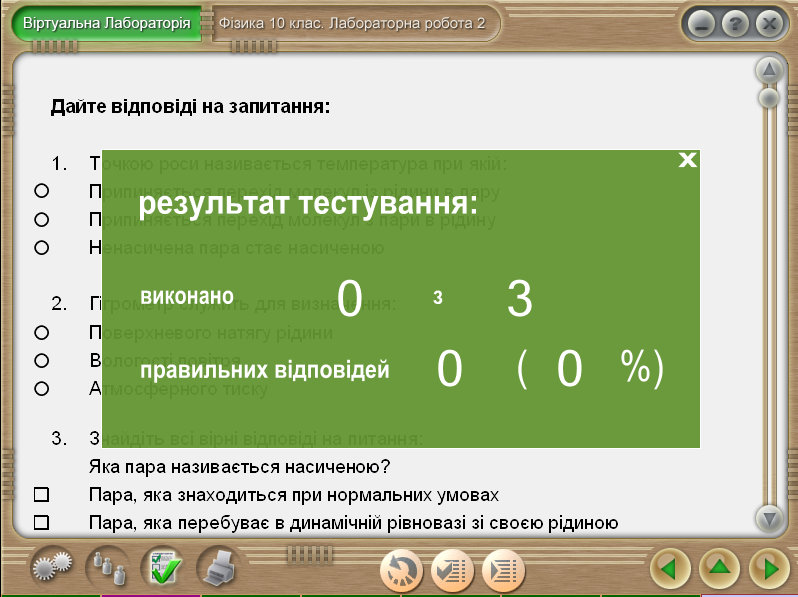 Віртуальна Лабораторія
Фізика 10 клас. Лабораторна робота 2
Дайте відповіді на запитання:
1. Точкою роси називається температура при якій:
Припиняється перехід молекул із рідини в пару
Припиняється перехід молекул з пари в рідину
Ненасичена пара стає насиченою
x
результат тестування:
2. Гігрометр служить для визначення:
виконано 0 з 3
Поверхневого натягу рідини
Вологості повітря
правильних відповідей 0 ( 0 %)
Атмосферного тиску
3. Знайдіть всі вірні відповіді на питання:
Яка пара називається насиченою?
Пара, яка знаходиться при нормальних умовах
Пара, яка перебуває в динамічній рівновазі зі своєю рідиною